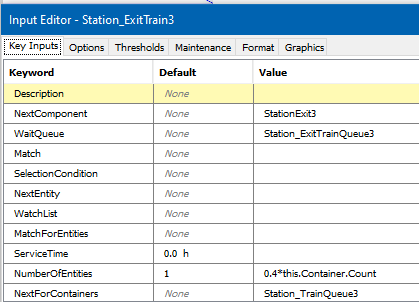 Input Editor - Station_ExitTrain3
Key Inputs Options Thresholds Maintenance Format Graphics
Keyword Default Value
Description None
NextComponent None StationExit3
WaitQueue None Station_ExitTrainQueue3
Match None
SelectionCondition None
NextEntity None
WatchList None
MatchForEntities None
ServiceTime 0.0 h
NumberOfEntities 1 0.4*this.Container.Count
NextForContainers None Station_TrainQueue3